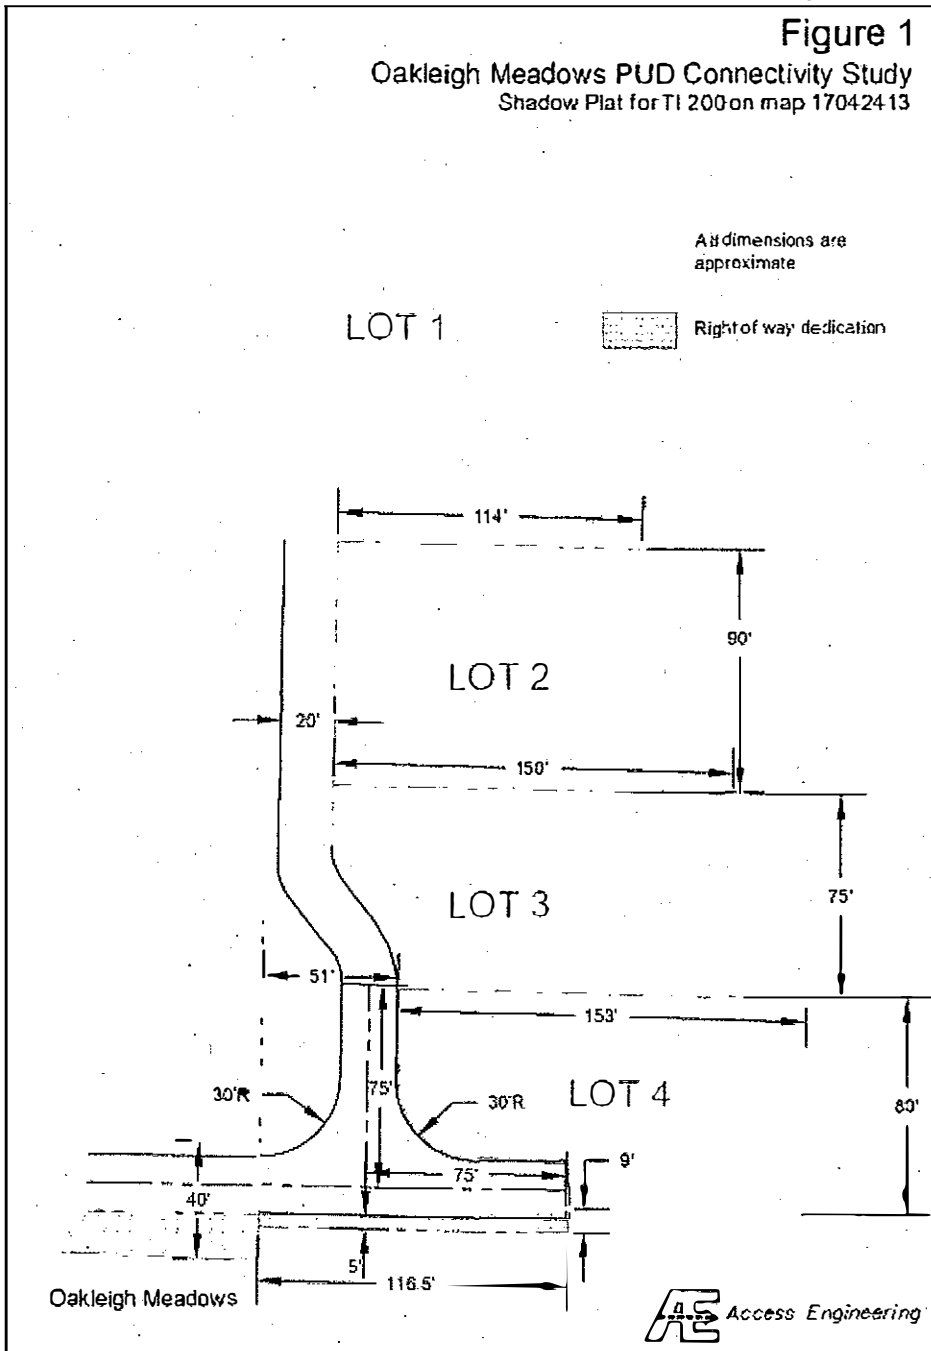 Figure 1
Oakleigh Meadows PUD Connectivity Study
Shadow Plat for Tl 200 on map 17042413
All dimensions are
approximate
LOT 1
Right of way dedication
114'
90'
LOT 2
20'
150'
LOT 3
75'
51'
153'
75'
30'R
30'R
LOT 4
80'
75'
9'
40'
5'
116.5'
Oakleigh Meadows
AE Access Engineering